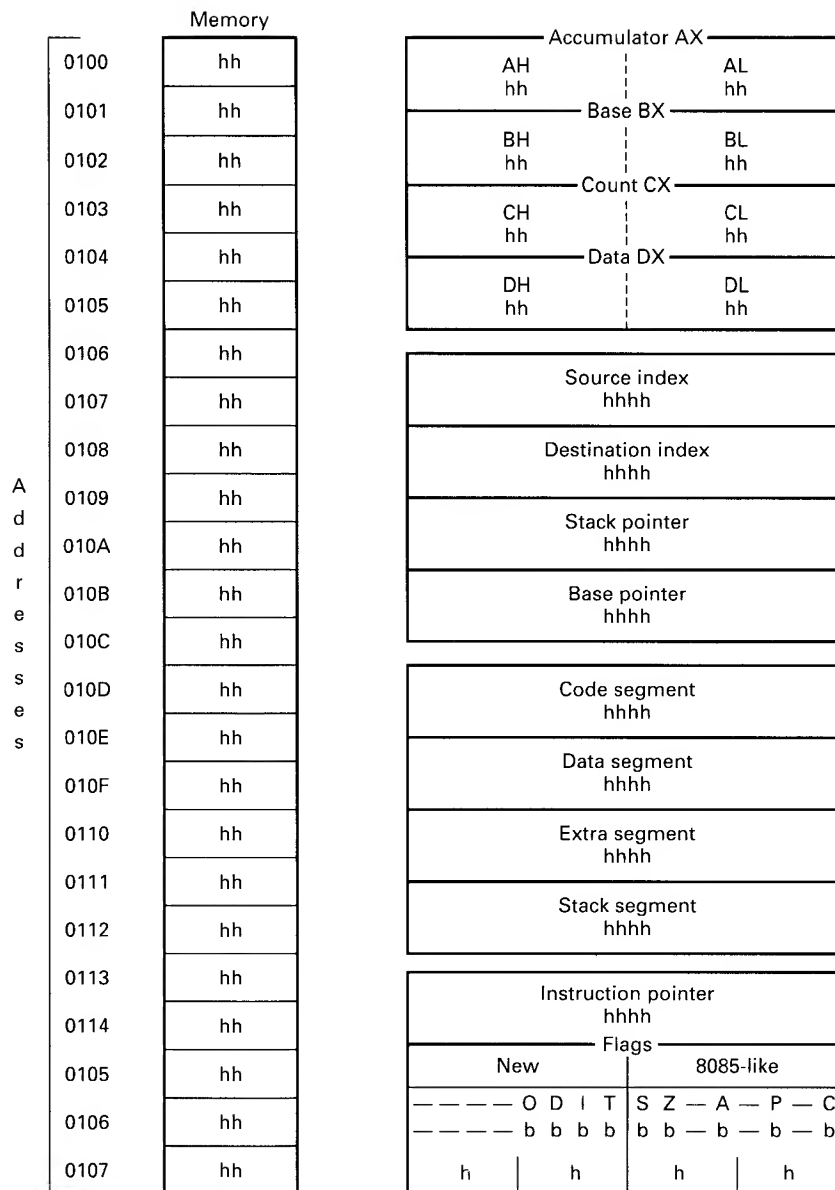 Memory
0100 hh
0101 hh
0102 hh
0103 hh
0104 hh
0105 hh
0106 hh
0107 hh
0108 hh
0109 hh
010A hh
010B hh
010C hh
010D hh
010E hh
010F hh
0110 hh
0111 hh
0112 hh
0113 hh
0114 hh
0105 hh
0106 hh
0107 hh
Addresses
Accumulator AX
AH AL
hh hh
Base BX
BH BL
hh hh
Count CX
CH CL
hh hh
Data DX
DH DL
hh hh
Source index
hhhh
Destination index
hhhh
Stack pointer
hhhh
Base pointer
hhhh
Code segment
hhhh
Data segment
hhhh
Extra segment
hhhh
Stack segment
hhhh
Instruction pointer
hhhh
Flags
New 8085-like
— — — — O D I T S Z — A — P — C
— — — — b b b b b b — b — b — b
h h h h